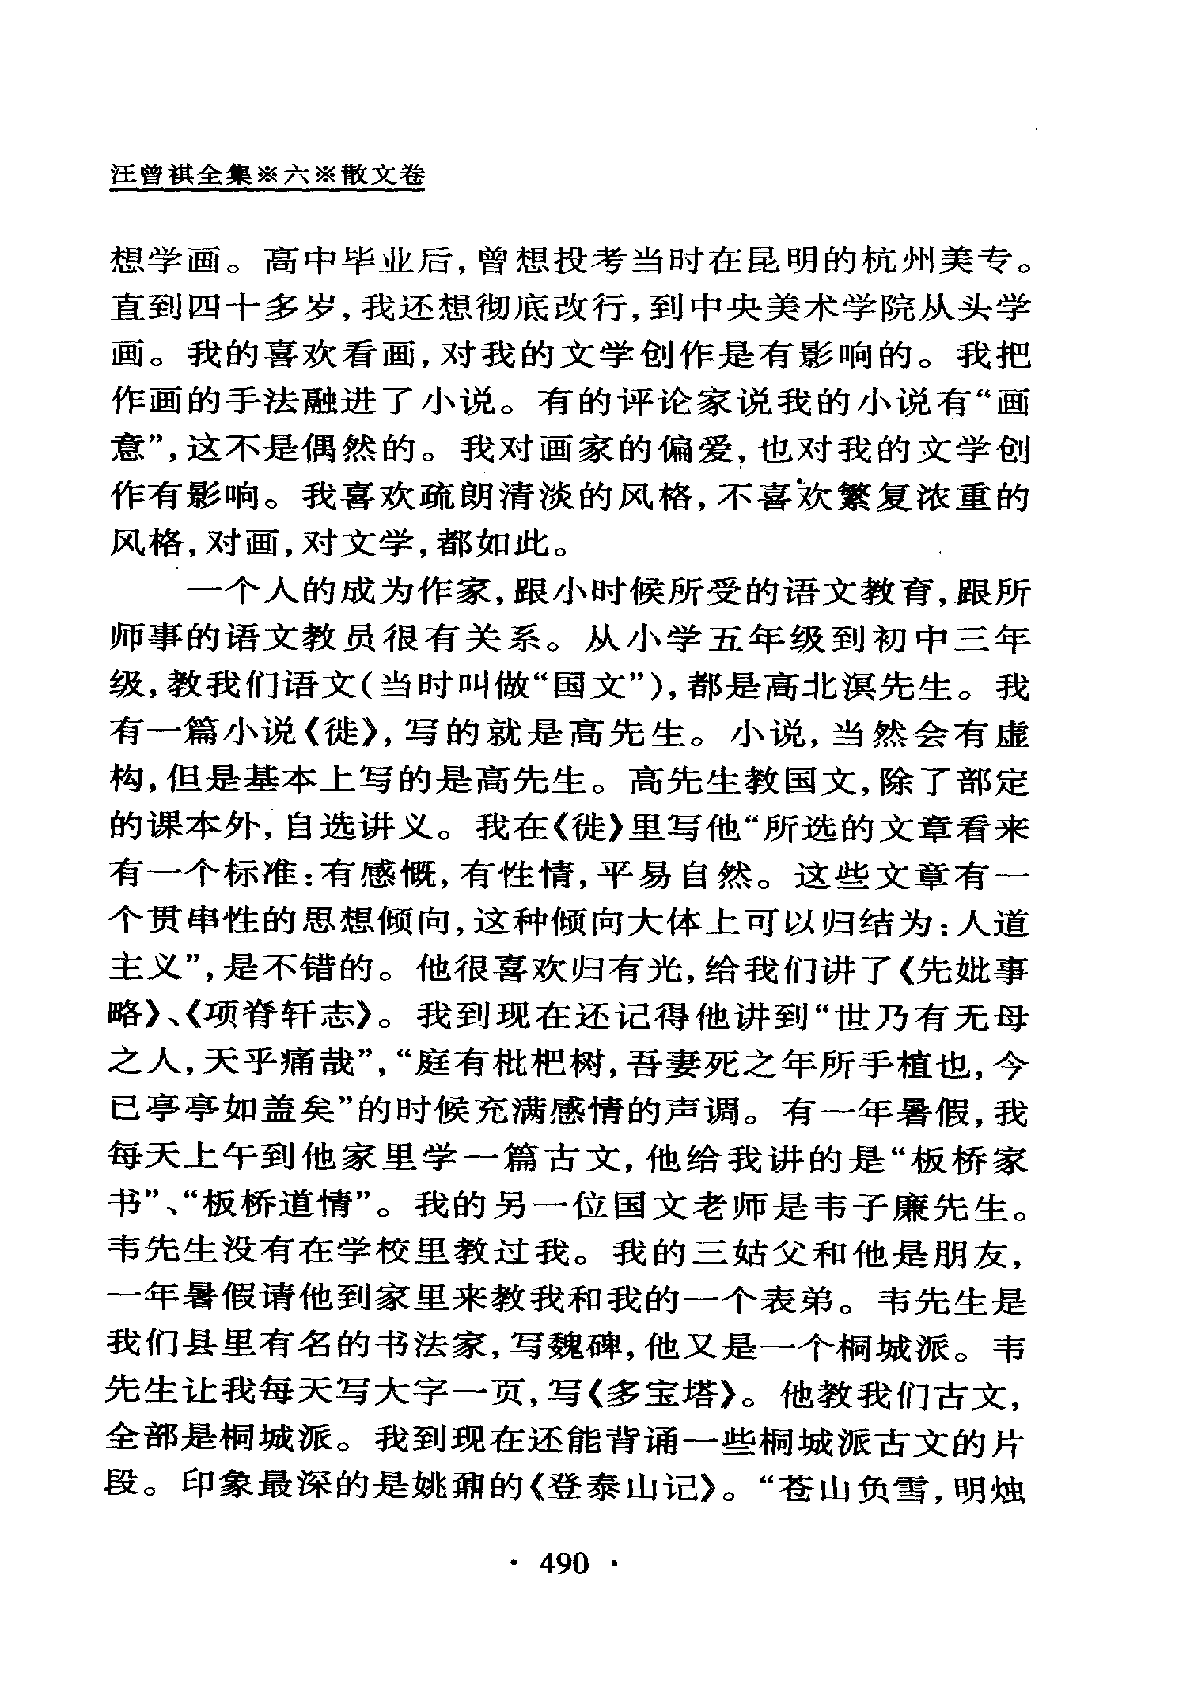 汪曾祺全集※六※散文卷
想学画。高中毕业后,曾想投考当时在昆明的杭州美专。
直到四十多岁,我还想彻底改行,到中央美术学院从头学
画。我的喜欢看画,对我的文学创作是有影响的。我把
作画的手法融进了小说。有的评论家说我的小说有“画
意”,这不是偶然的。我对画家的偏爱,也对我的文学创
作有影响。我喜欢疏朗清淡的风格,不喜欢繁复浓重的
风格,对画,对文学,都如此。
一个人的成为作家,跟小时候所受的语文教育,跟所
师事的语文教员很有关系。从小学五年级到初中三年
级,教我们语文(当时叫做“国文”),都是高北溟先生。我
有一篇小说《徙》,写的就是高先生。小说,当然会有虚
构,但是基本上写的是高先生。高先生教国文,除了部定
的课本外,自选讲义。我在《徙》里写他“所选的文章看来
有一个标准:有感慨,有性情,平易自然。这些文章有一
个贯串性的思想倾向,这种倾向大体上可以归结为:人道
主义”,是不错的。他很喜欢归有光,给我们讲了《先妣事
略》、《项脊轩志》。我到现在还记得他讲到“世乃有无母
之人,天乎痛哉”,“庭有枇杷树,吾妻死之年所手植也,今
已亭亭如盖矣”的时候充满感情的声调。有一年暑假,我
每天上午到他家里学一篇古文,他给我讲的是“板桥家
书”、“板桥道情”。我的另一位国文老师是韦子廉先生。
韦先生没有在学校里教过我。我的三姑父和他是朋友,
一年暑假请他到家里来教我和我的一个表弟。韦先生是
我们县里有名的书法家,写魏碑,他又是一个桐城派。韦
先生让我每天写大字一页,写《多宝塔》。他教我们古文,
全部是桐城派。我到现在还能背诵一些桐城派古文的片
段。印象最深的是姚鼐的《登泰山记》。“苍山负雪,明烛
· 490 ·